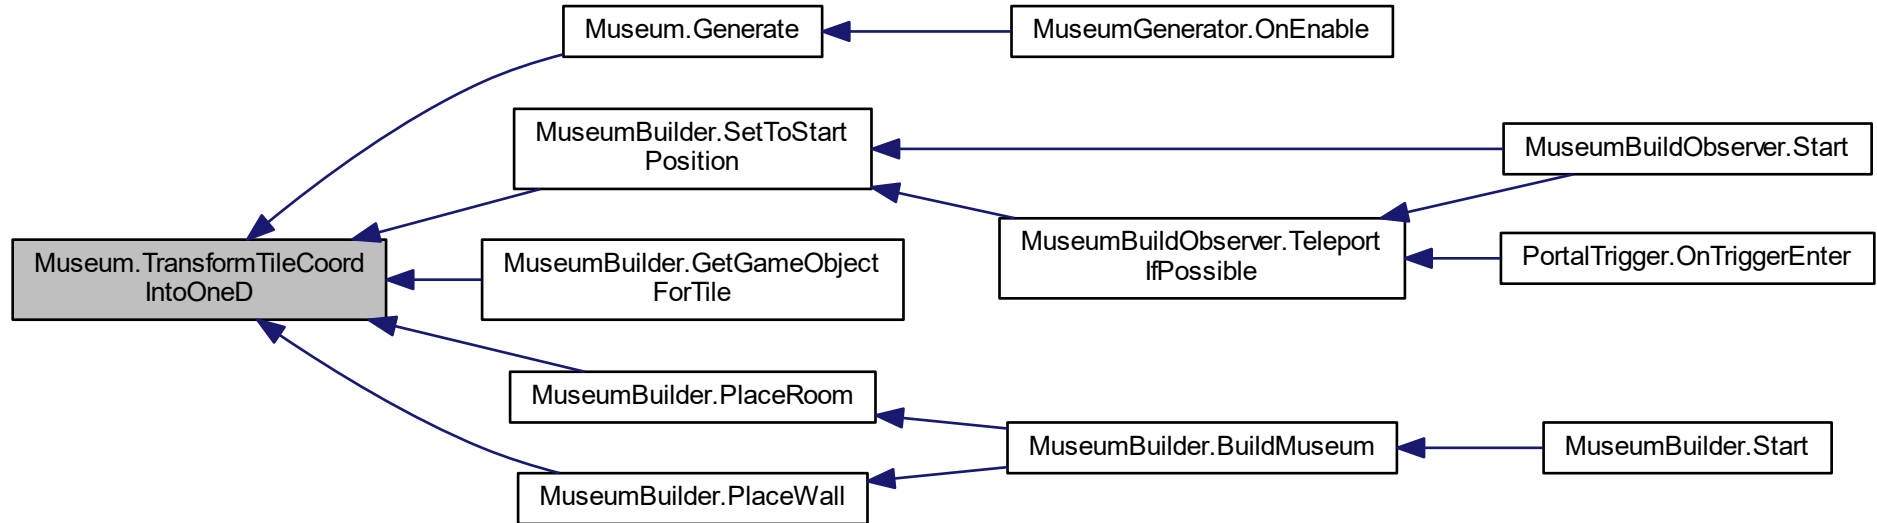 Museum.Generate
MuseumGenerator.OnEnable
MuseumBuilder.SetToStart
Position
MuseumBuildObserver.Start
Museum.TransformTileCoord
IntoOneD
MuseumBuilder.GetGameObject
ForTile
MuseumBuildObserver.Teleport
IfPossible
PortalTrigger.OnTriggerEnter
MuseumBuilder.PlaceRoom
MuseumBuilder.BuildMuseum
MuseumBuilder.Start
MuseumBuilder.PlaceWall